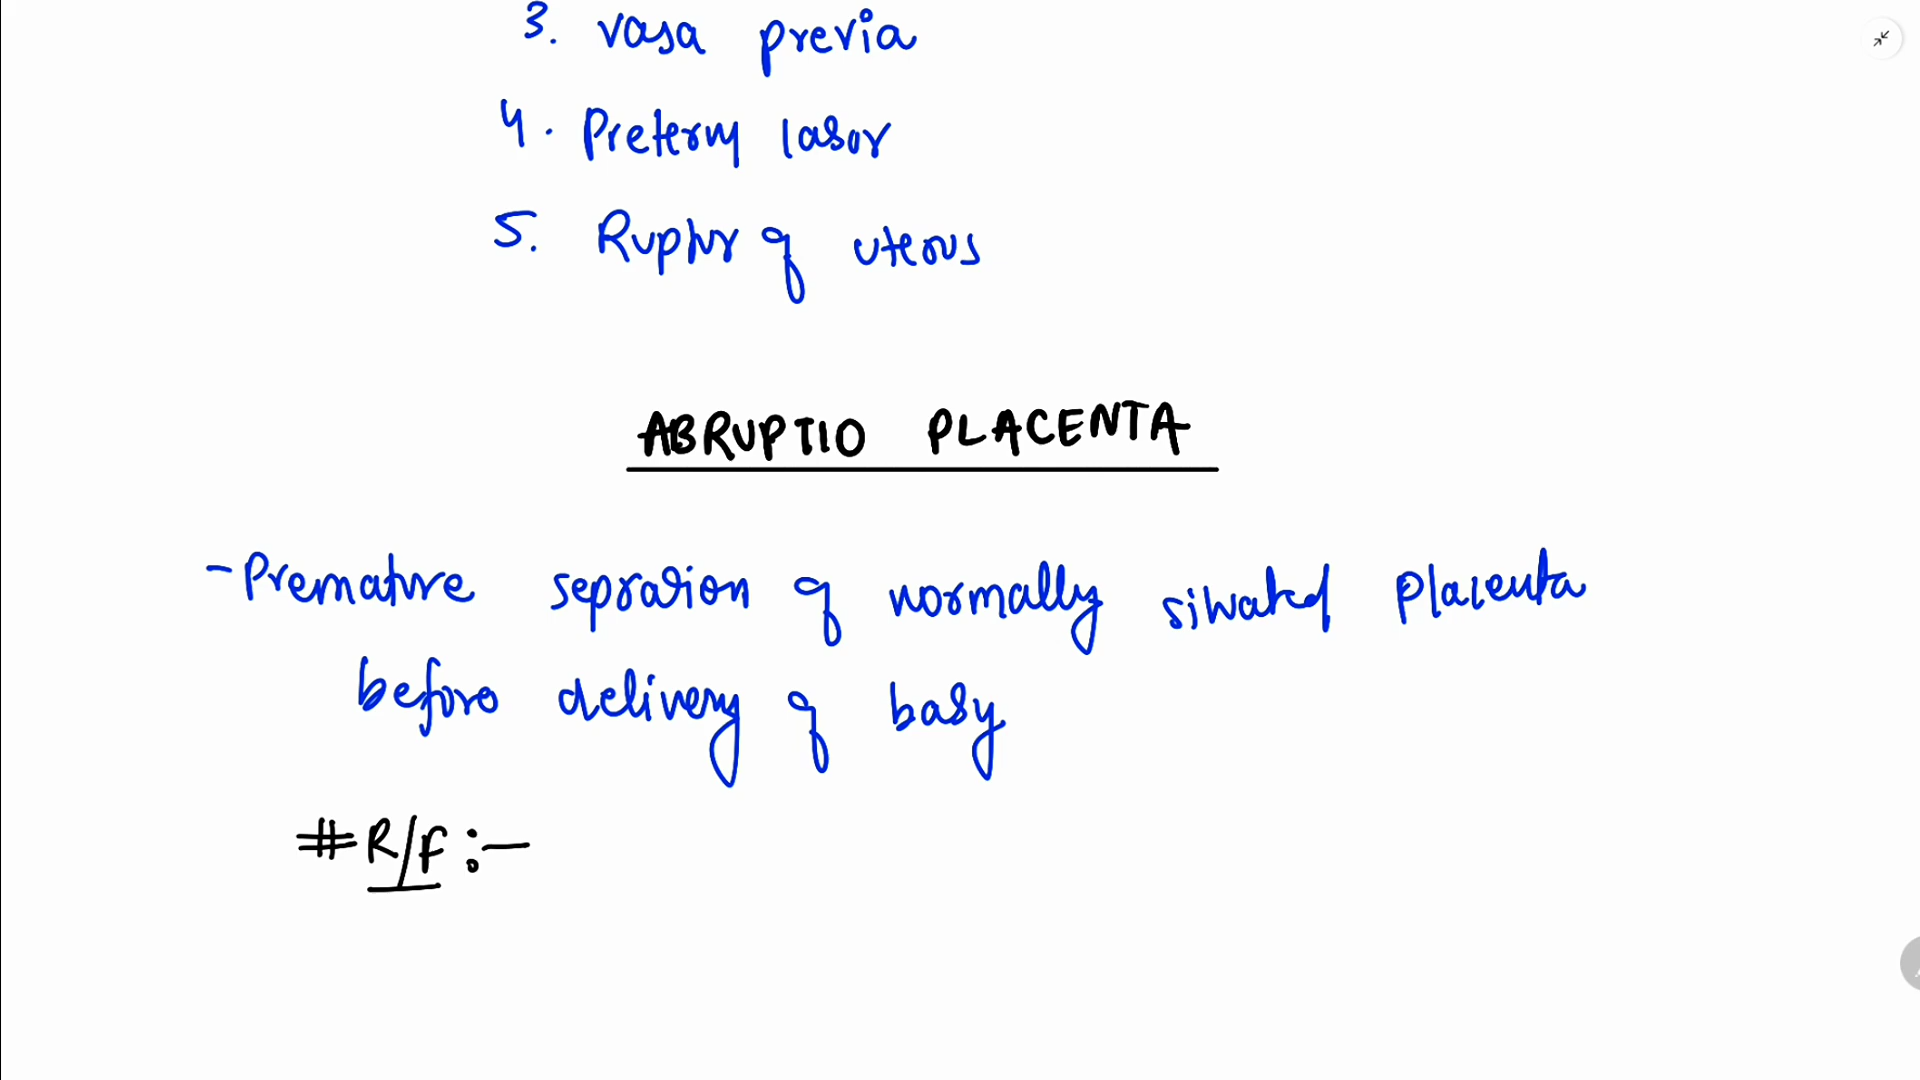 3. vasa previa
4. Preterm labor
5. Ruptur of uterus
ABRUPTIO PLACENTA
- Premature sepration of normally situated placenta
before delivery of baby
# R/F :-